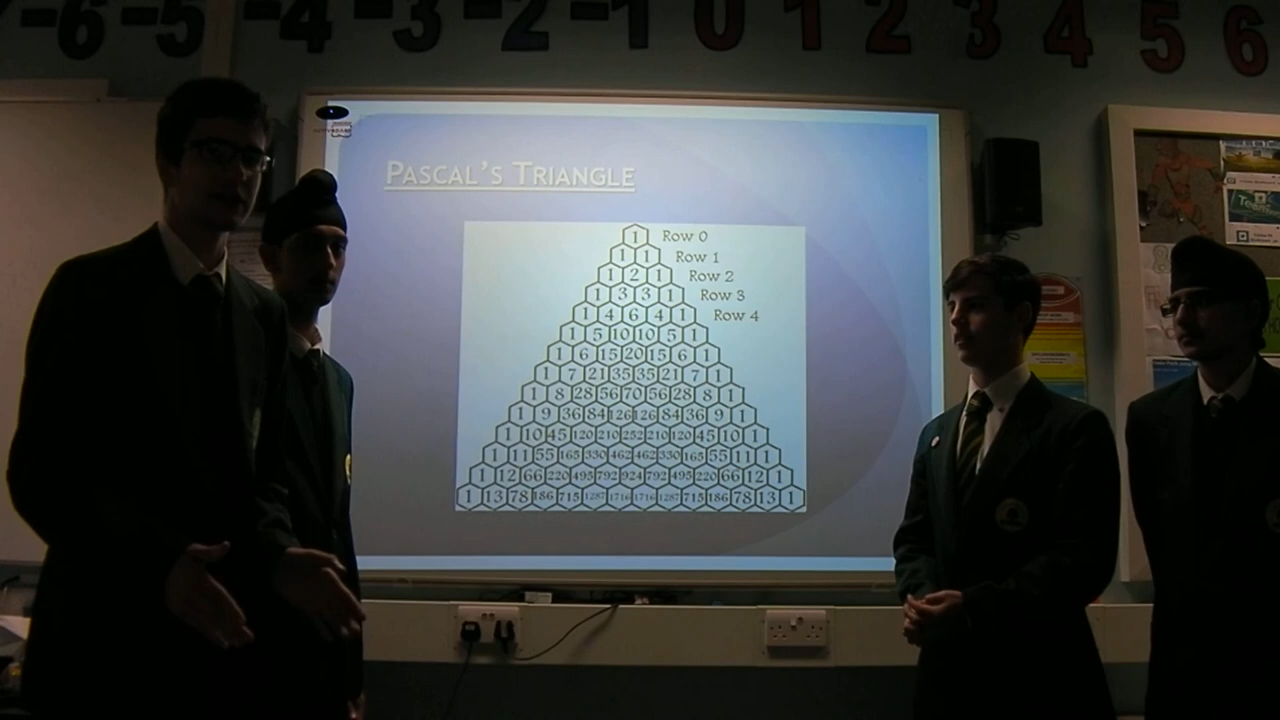 -6 -5 -4 -3 -2 -1 0 1 2 3 4 5 6
PASCAL'S TRIANGLE
1 Row 0
1 1 Row 1
1 2 1 Row 2
1 3 3 1 Row 3
1 4 6 4 1 Row 4
1 5 10 10 5 1
1 6 15 20 15 6 1
1 7 21 35 35 21 7 1
1 8 28 56 70 56 28 8 1
1 9 36 84 126 126 84 36 9 1
1 10 45 120 210 252 210 120 45 10 1
1 11 55 165 330 462 462 330 165 55 11 1
1 12 66 220 495 792 924 792 495 220 66 12 1
1 13 78 186 715 1287 1716 1716 1287 715 186 78 13 1